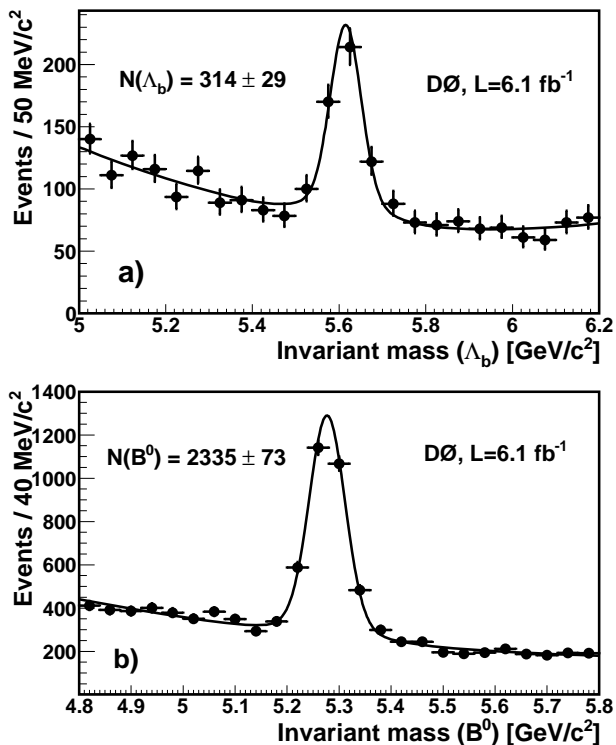 Events / 50 MeV/c²
200
150
100
50
0
N(Λb) = 314 ± 29
DØ, L=6.1 fb⁻¹
a)
5 5.2 5.4 5.6 5.8 6 6.2
Invariant mass (Λb) [GeV/c²]
Events / 40 MeV/c²
1400
1200
1000
800
600
400
200
N(B⁰) = 2335 ± 73
DØ, L=6.1 fb⁻¹
b)
4.8 4.9 5 5.1 5.2 5.3 5.4 5.5 5.6 5.7 5.8
Invariant mass (B⁰) [GeV/c²]